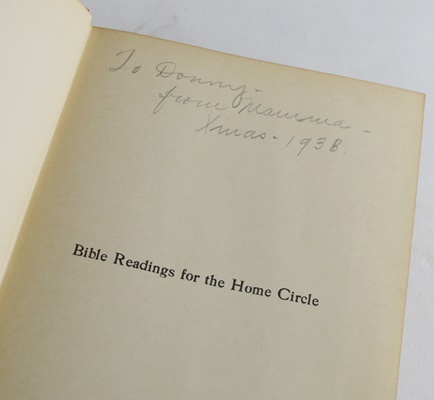 To Donny-
from Mamma-
Xmas- 1938.
Bible Readings for the Home Circle